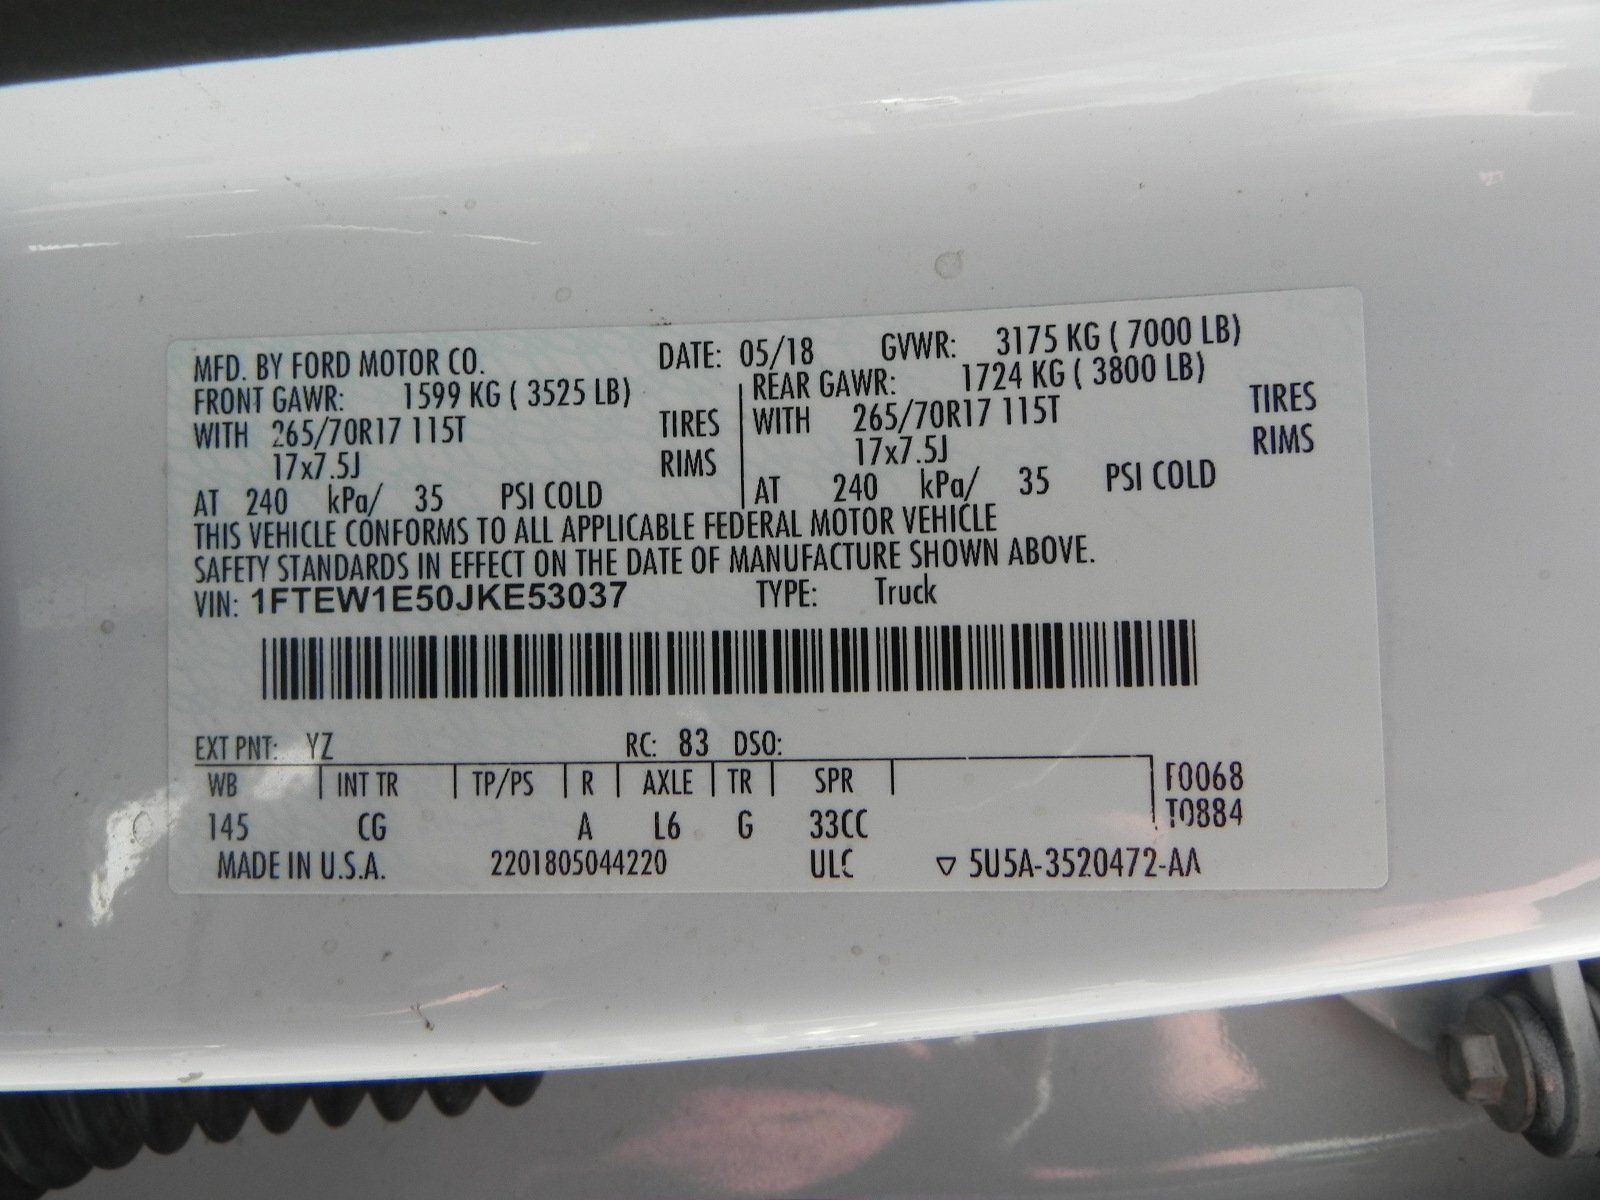 MFD. BY FORD MOTOR CO. DATE: 05/18 GVWR: 3175 KG ( 7000 LB)
FRONT GAWR: 1599 KG ( 3525 LB) REAR GAWR: 1724 KG ( 3800 LB)
WITH 265/70R17 115T TIRES WITH 265/70R17 115T TIRES
17x7.5J RIMS 17x7.5J RIMS
AT 240 kPa/ 35 PSI COLD AT 240 kPa/ 35 PSI COLD
THIS VEHICLE CONFORMS TO ALL APPLICABLE FEDERAL MOTOR VEHICLE
SAFETY STANDARDS IN EFFECT ON THE DATE OF MANUFACTURE SHOWN ABOVE.
VIN: 1FTEW1E50JKE53037 TYPE: Truck
EXT PNT: YZ RC: 83 DSO:
WB INT TR TP/PS R AXLE TR SPR F0068
145 CG A L6 G 33CC T0884
MADE IN U.S.A. 2201805044220 ULC ▽ 5U5A-3520472-AA